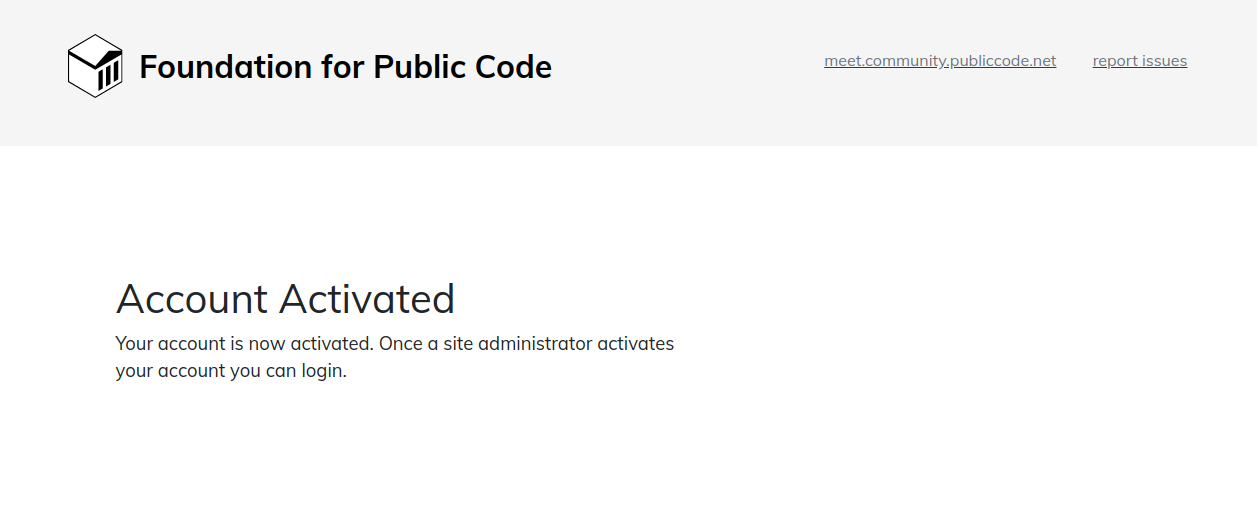 Foundation for Public Code
meet.community.publiccode.net
report issues
Account Activated
Your account is now activated. Once a site administrator activates
your account you can login.